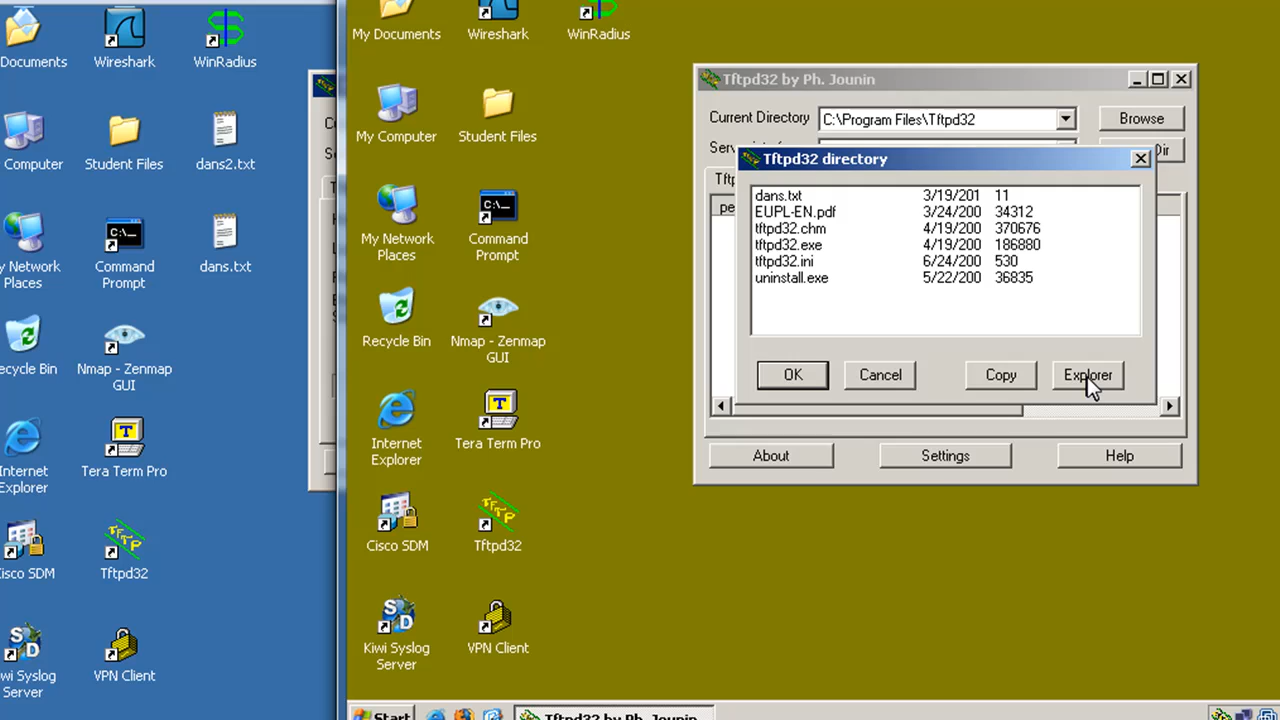 Documents
Wireshark
WinRadius
Computer
Student Files
dans2.txt
My Network
Places
Command
Prompt
dans.txt
Recycle Bin
Nmap - Zenmap
GUI
Internet
Explorer
Tera Term Pro
Cisco SDM
Tftpd32
Kiwi Syslog
Server
VPN Client
My Documents
Wireshark
WinRadius
My Computer
Student Files
My Network
Places
Command
Prompt
Recycle Bin
Nmap - Zenmap
GUI
Internet
Explorer
Tera Term Pro
Cisco SDM
Tftpd32
Kiwi Syslog
Server
VPN Client
Tftpd32 by Ph. Jounin
Current Directory C:\Program Files\Tftpd32 Browse
Tftpd32 directory
dans.txt 3/19/201 11
EUPL-EN.pdf 3/24/200 34312
tftpd32.chm 4/19/200 370676
tftpd32.exe 4/19/200 186880
tftpd32.ini 6/24/200 530
uninstall.exe 5/22/200 36835
OK Cancel Copy Explorer
About Settings Help
Start Tftpd32 by Ph. Jounin